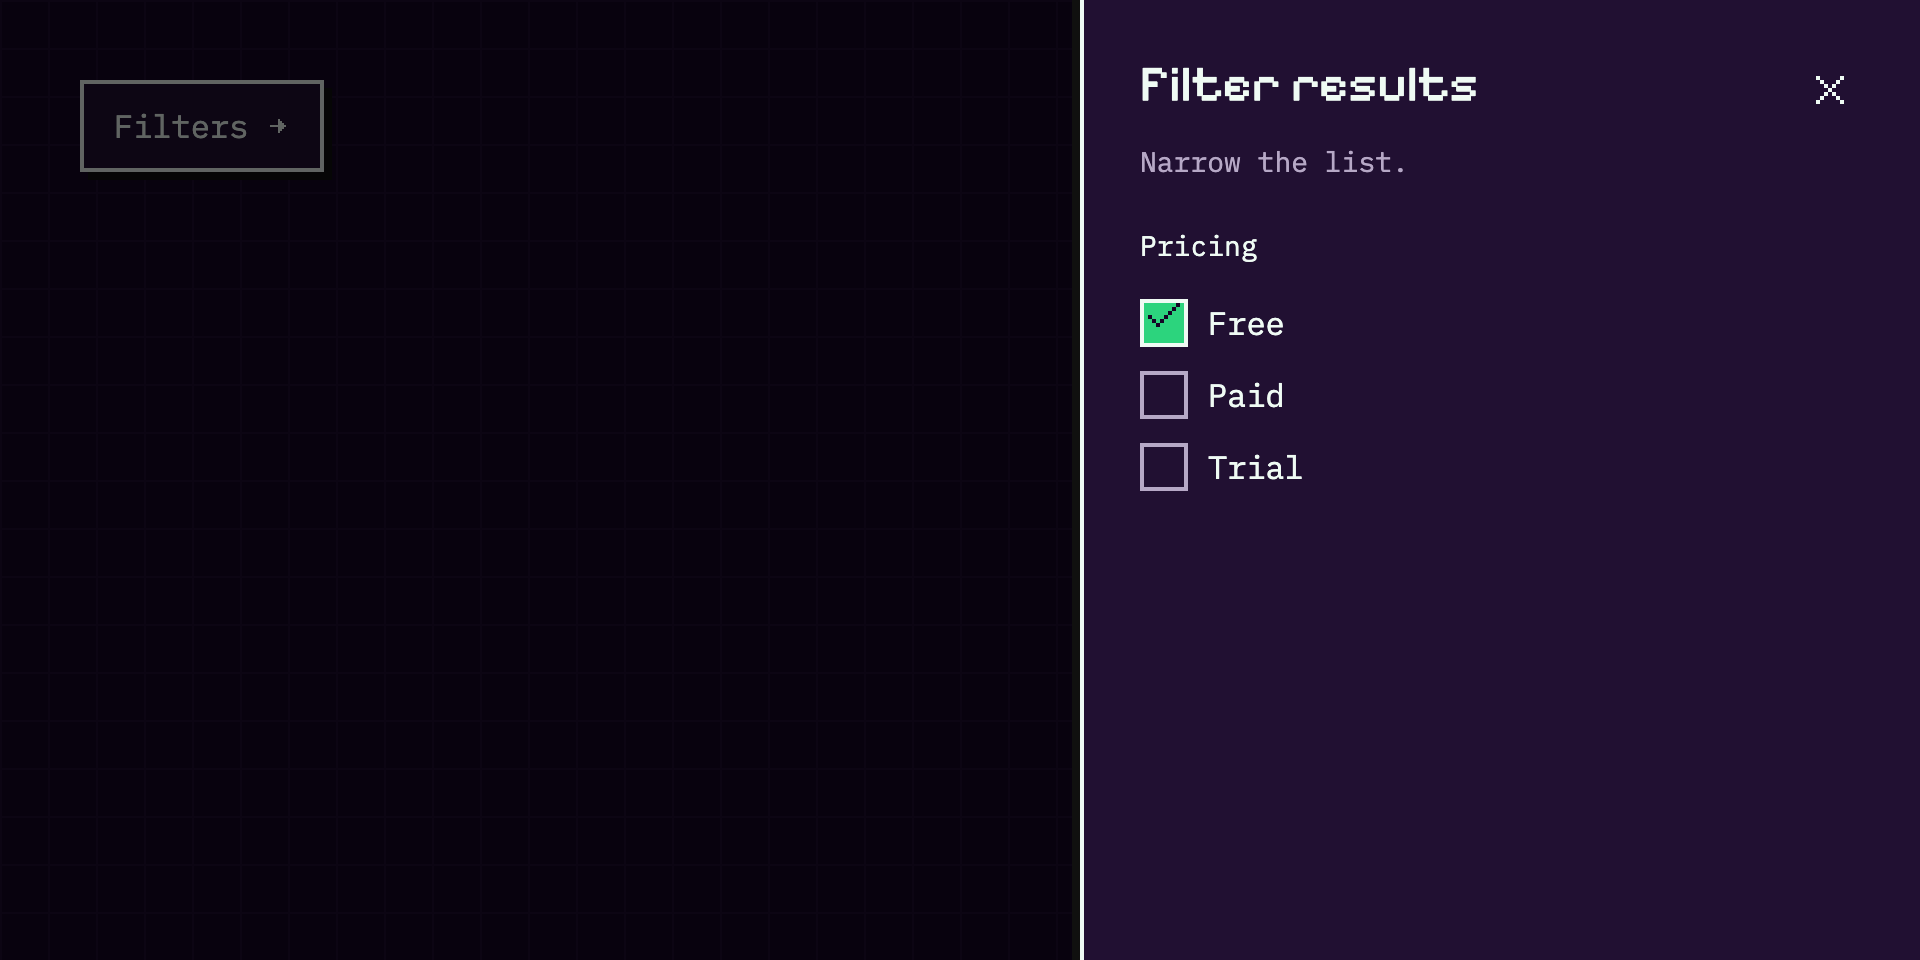 Filters →
Filter results
Narrow the list.
Pricing
Free
Paid
Trial